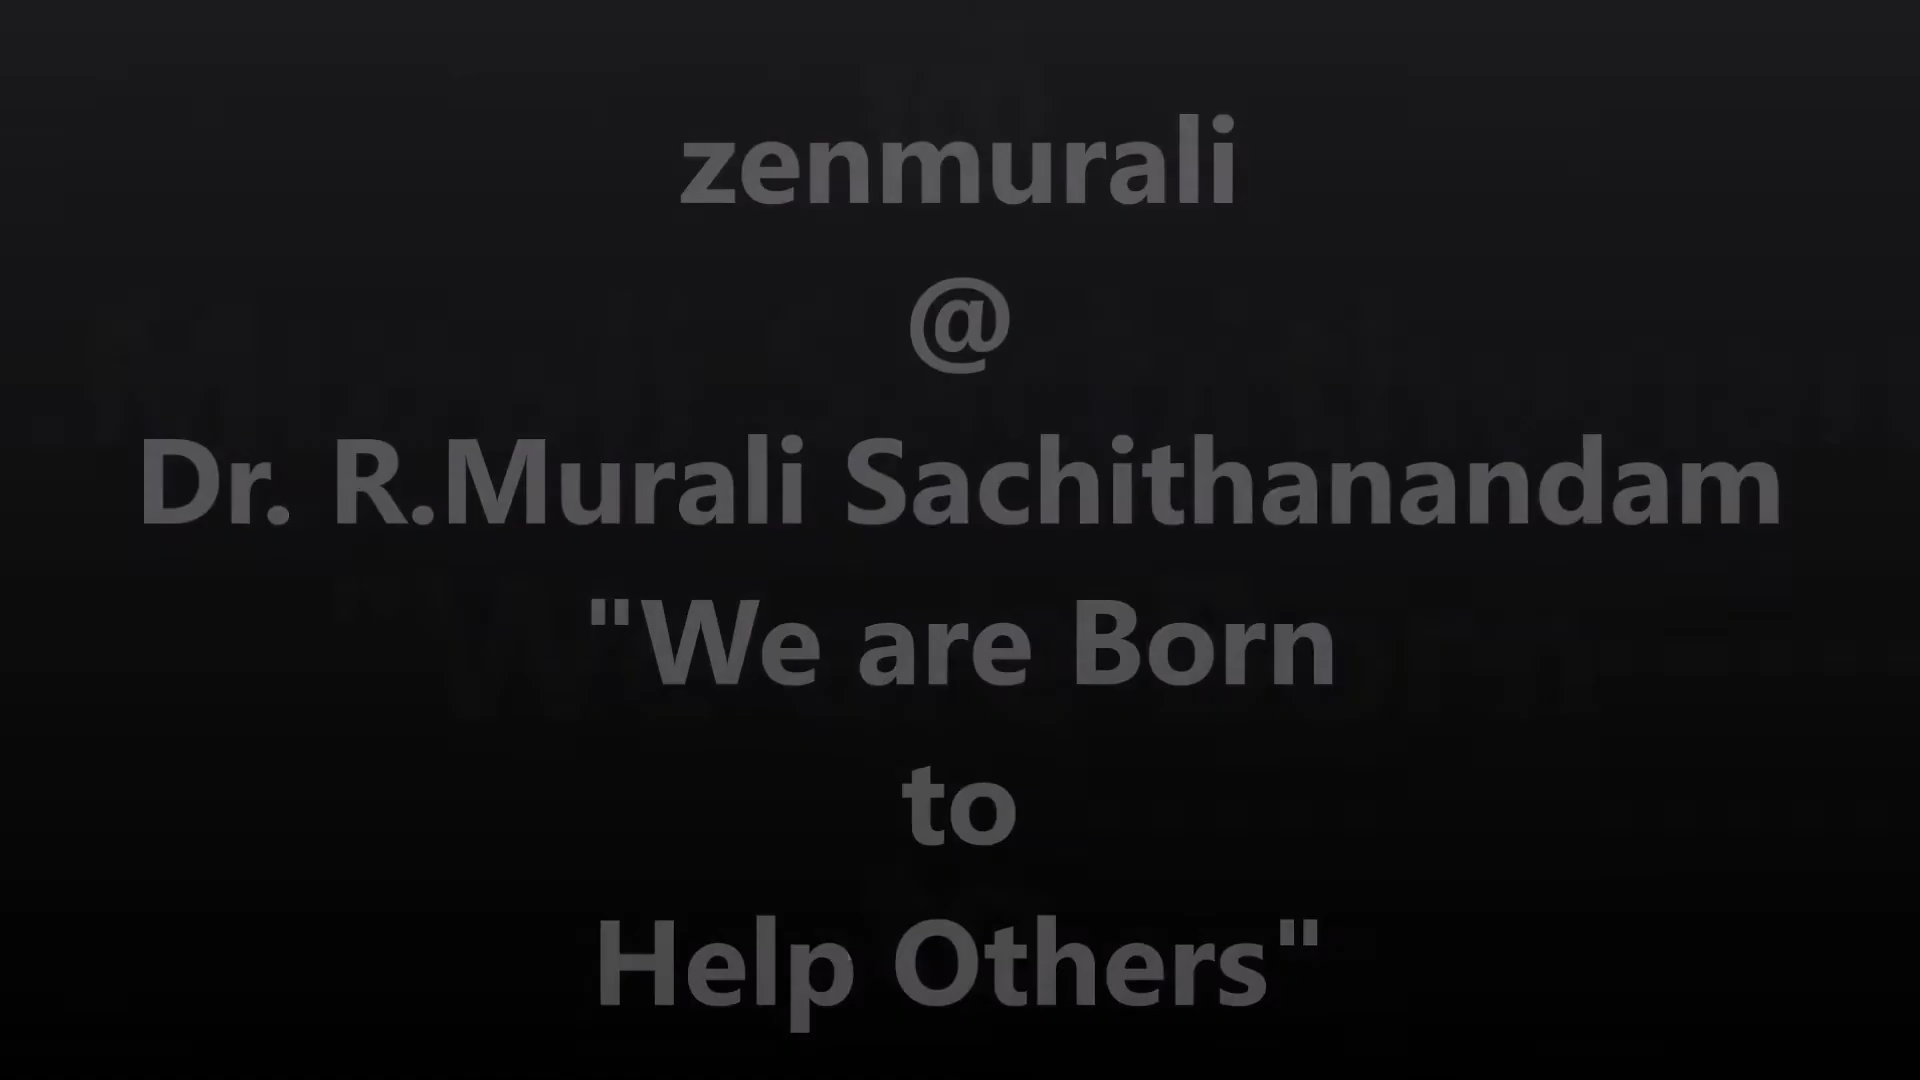 zenmurali
@
Dr. R.Murali Sachithanandam
"We are Born
to
Help Others"